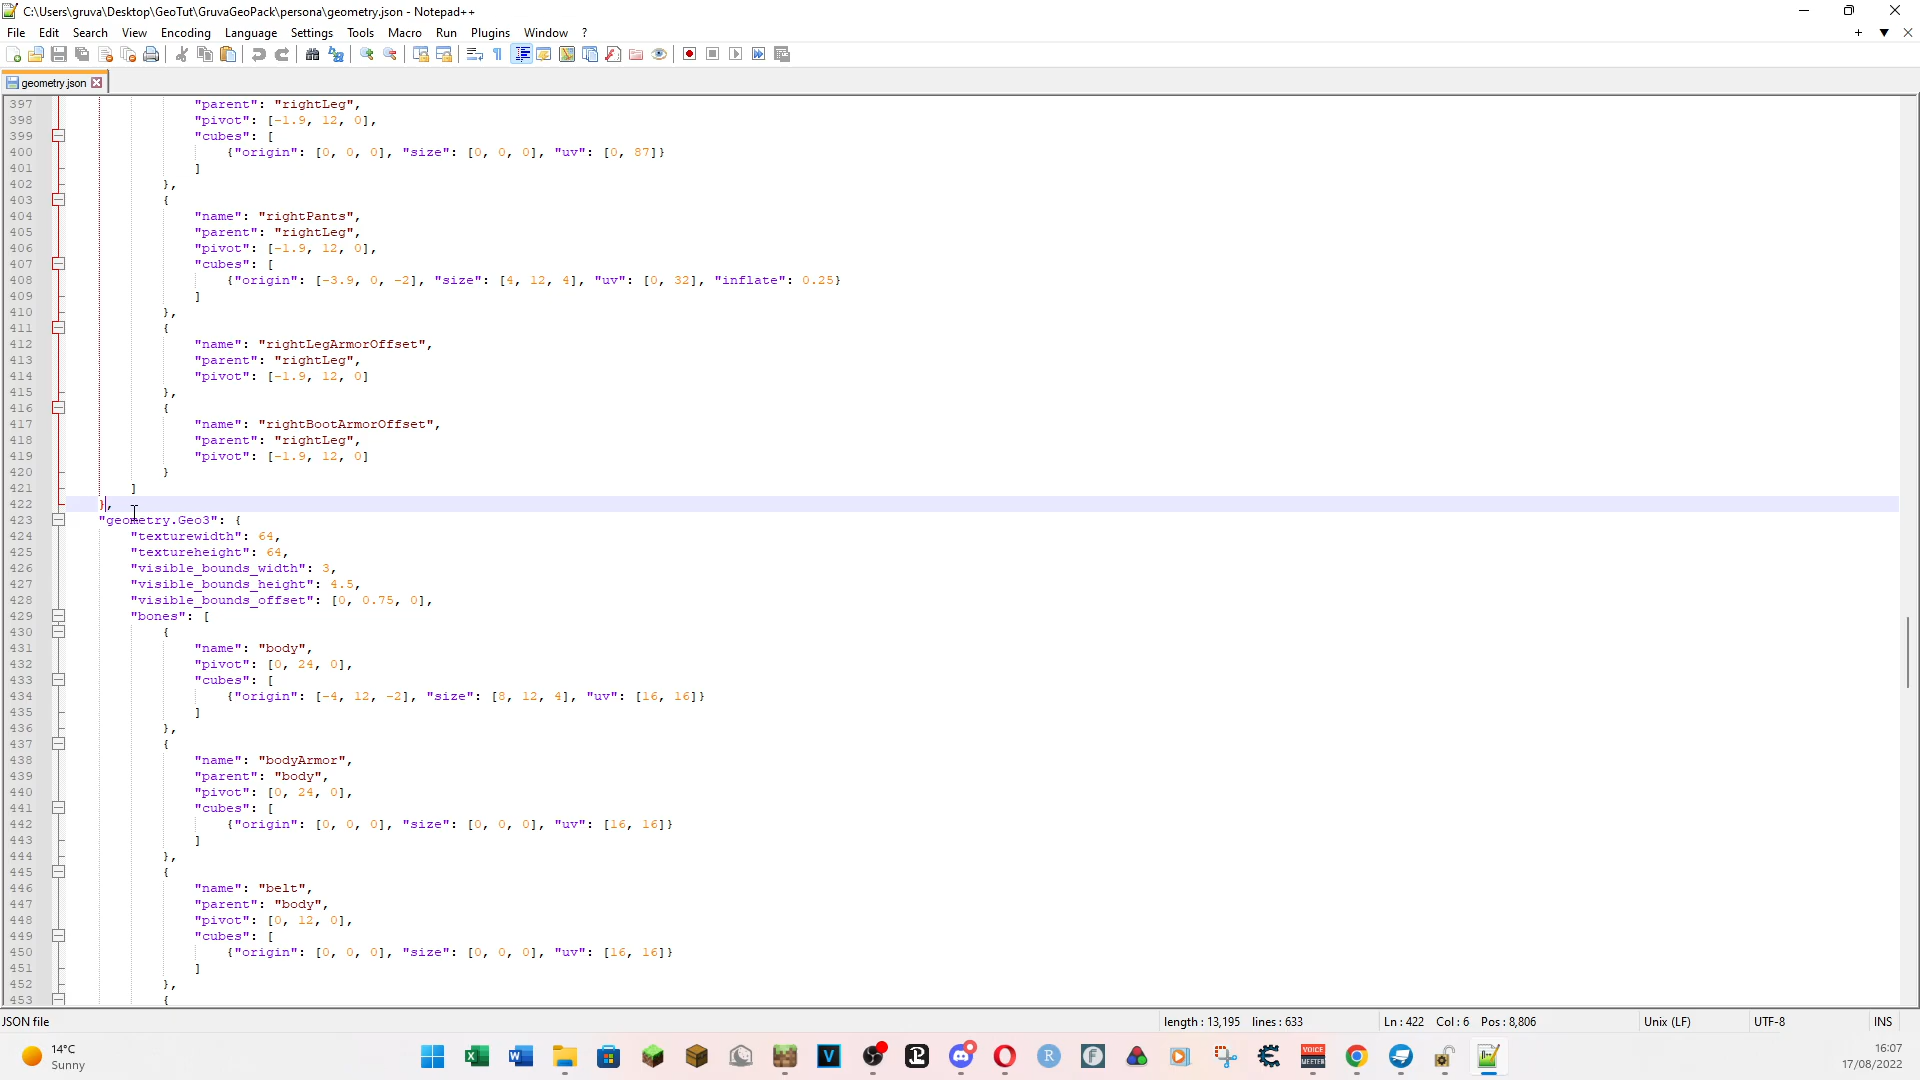 C:\Users\gruva\Desktop\GeoTut\GruvaGeoPack\persona\geometry.json - Notepad++
File Edit Search View Encoding Language Settings Tools Macro Run Plugins Window ?
geometry.json
397 "parent": "rightLeg",
398 "pivot": [-1.9, 12, 0],
399 "cubes": [
400 {"origin": [0, 0, 0], "size": [0, 0, 0], "uv": [0, 87]}
401 ]
402 },
403 {
404 "name": "rightPants",
405 "parent": "rightLeg",
406 "pivot": [-1.9, 12, 0],
407 "cubes": [
408 {"origin": [-3.9, 0, -2], "size": [4, 12, 4], "uv": [0, 32], "inflate": 0.25}
409 ]
410 },
411 {
412 "name": "rightLegArmorOffset",
413 "parent": "rightLeg",
414 "pivot": [-1.9, 12, 0]
415 },
416 {
417 "name": "rightBootArmorOffset",
418 "parent": "rightLeg",
419 "pivot": [-1.9, 12, 0]
420 }
421 ]
422 },
423 "geometry.Geo3": {
424 "texturewidth": 64,
425 "textureheight": 64,
426 "visible_bounds_width": 3,
427 "visible_bounds_height": 4.5,
428 "visible_bounds_offset": [0, 0.75, 0],
429 "bones": [
430 {
431 "name": "body",
432 "pivot": [0, 24, 0],
433 "cubes": [
434 {"origin": [-4, 12, -2], "size": [8, 12, 4], "uv": [16, 16]}
435 ]
436 },
437 {
438 "name": "bodyArmor",
439 "parent": "body",
440 "pivot": [0, 24, 0],
441 "cubes": [
442 {"origin": [0, 0, 0], "size": [0, 0, 0], "uv": [16, 16]}
443 ]
444 },
445 {
446 "name": "belt",
447 "parent": "body",
448 "pivot": [0, 12, 0],
449 "cubes": [
450 {"origin": [0, 0, 0], "size": [0, 0, 0], "uv": [16, 16]}
451 ]
452 },
453 {
JSON file length : 13,195 lines : 633 Ln : 422 Col : 6 Pos : 8,806 Unix (LF) UTF-8 INS
14°C
Sunny
VOICE
MEETER
16:07
17/08/2022